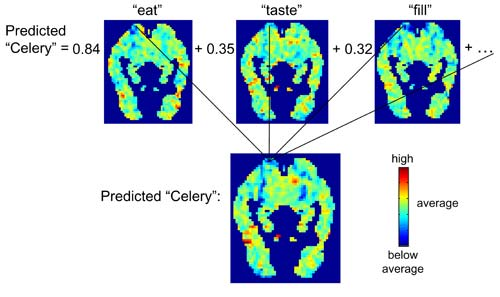 “eat” “taste” “fill”
Predicted
“Celery” = 0.84 + 0.35 + 0.32 + ...
Predicted “Celery”:
high
average
below
average